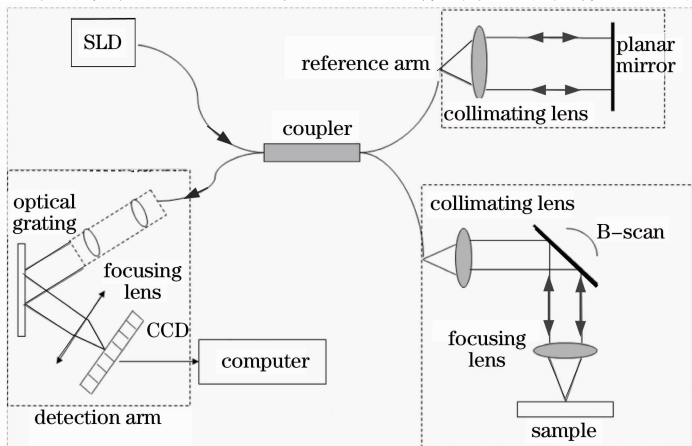 SLD
reference arm
planar
mirror
collimating lens
coupler
optical
grating
focusing
lens
CCD
computer
detection arm
collimating lens
B-scan
focusing
lens
sample